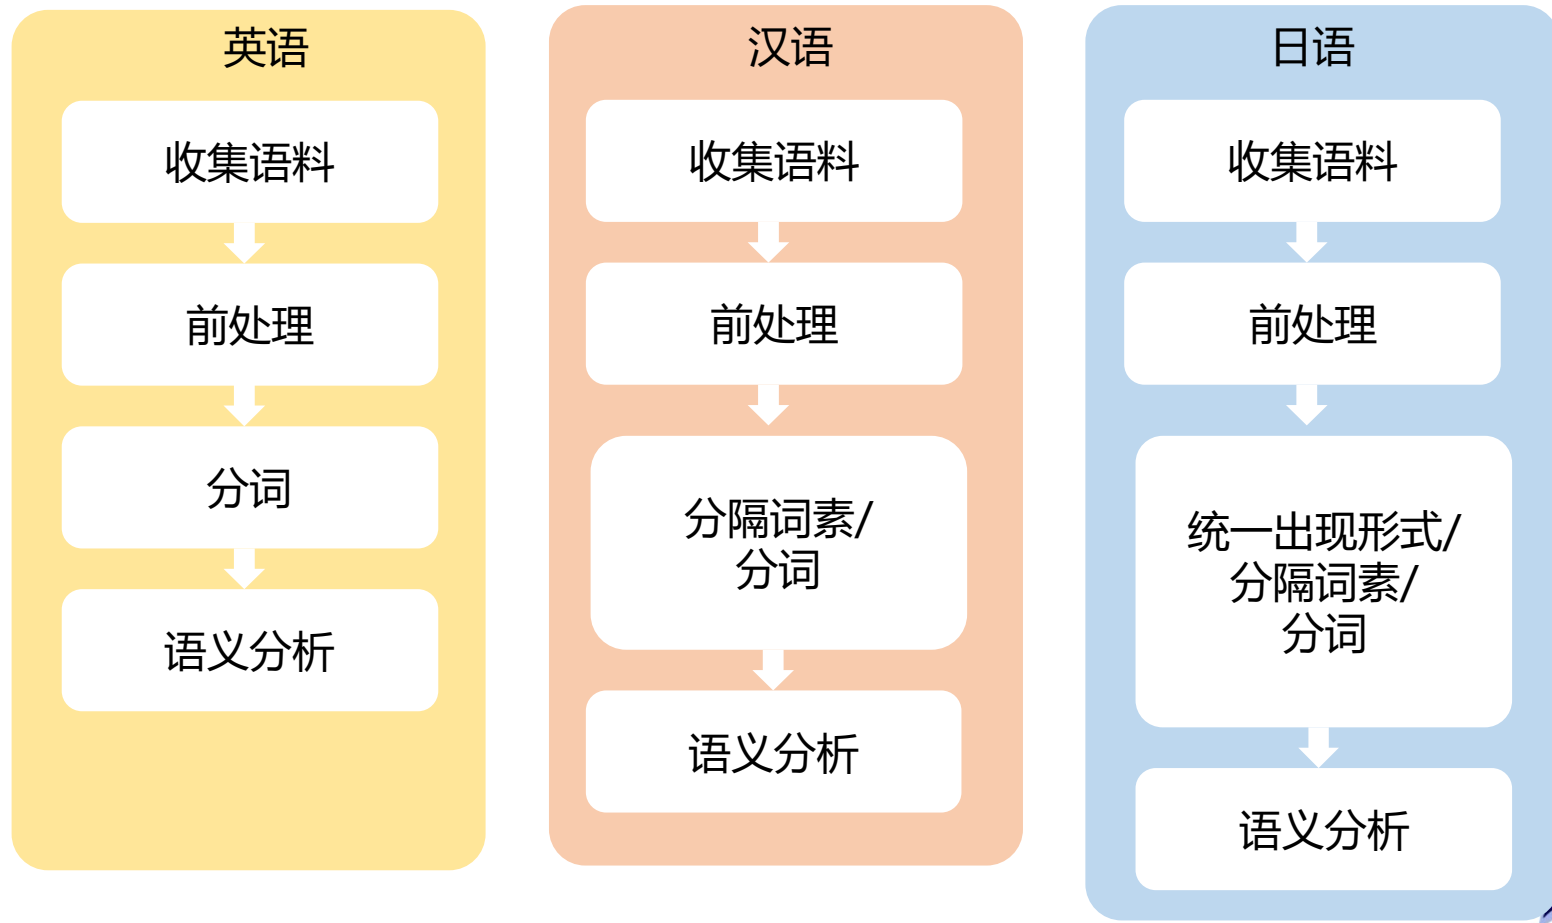 英语
收集语料
前处理
分词
语义分析
汉语
收集语料
前处理
分隔词素/
分词
语义分析
日语
收集语料
前处理
统一出现形式/
分隔词素/
分词
语义分析